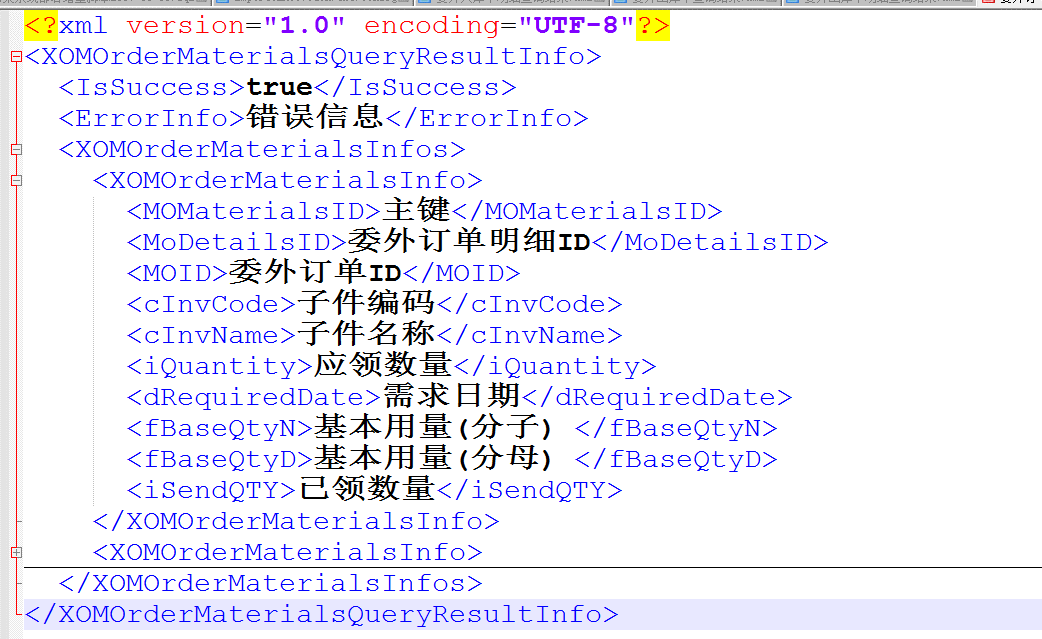 <?xml version="1.0" encoding="UTF-8"?>
<XOMOrderMaterialsQueryResultInfo>
<IsSuccess>true</IsSuccess>
<ErrorInfo>错误信息</ErrorInfo>
<XOMOrderMaterialsInfos>
<XOMOrderMaterialsInfo>
<MOMaterialsID>主键</MOMaterialsID>
<MoDetailsID>委外订单明细ID</MoDetailsID>
<MOID>委外订单ID</MOID>
<cInvCode>子件编码</cInvCode>
<cInvName>子件名称</cInvName>
<iQuantity>应领数量</iQuantity>
<dRequiredDate>需求日期</dRequiredDate>
<fBaseQtyN>基本用量(分子) </fBaseQtyN>
<fBaseQtyD>基本用量(分母) </fBaseQtyD>
<iSendQTY>已领数量</iSendQTY>
</XOMOrderMaterialsInfo>
<XOMOrderMaterialsInfo>
</XOMOrderMaterialsInfos>
</XOMOrderMaterialsQueryResultInfo>